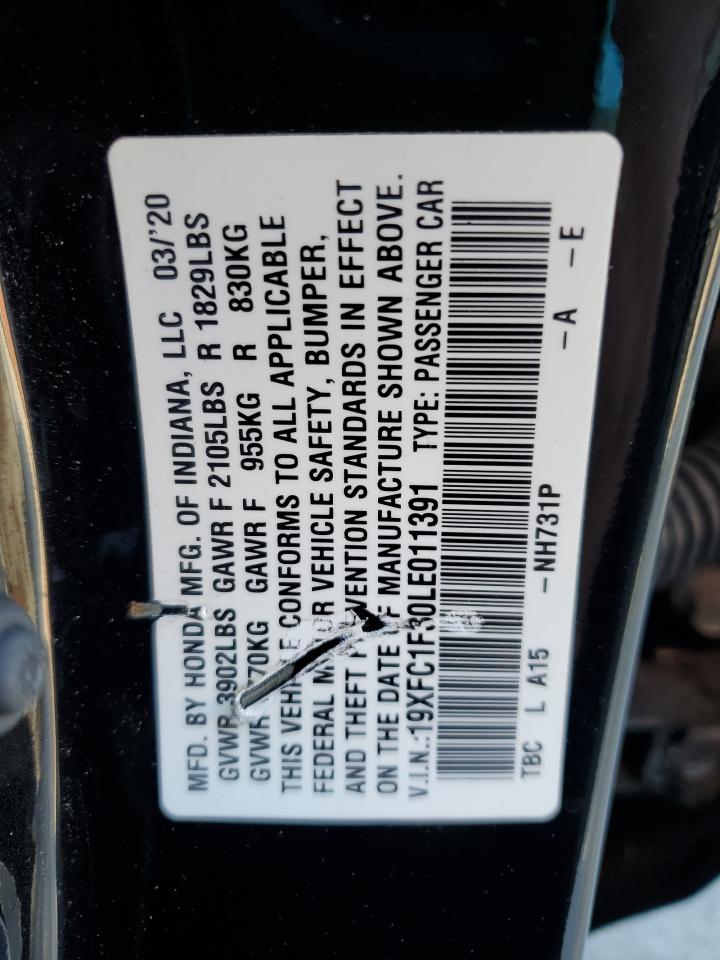 MFD. BY HONDA MFG. OF INDIANA, LLC 03/'20
GVWR 3902LBS GAWR F 2105LBS R 1829LBS
GVWR 70KG GAWR F 955KG R 830KG
THIS VEHICLE CONFORMS TO ALL APPLICABLE
FEDERAL MOTOR VEHICLE SAFETY, BUMPER,
AND THEFT PREVENTION STANDARDS IN EFFECT
ON THE DATE OF MANUFACTURE SHOWN ABOVE.
V.I.N.:19XFC1F30LE011391 TYPE: PASSENGER CAR
TBC L A15 -NH731P -A -E